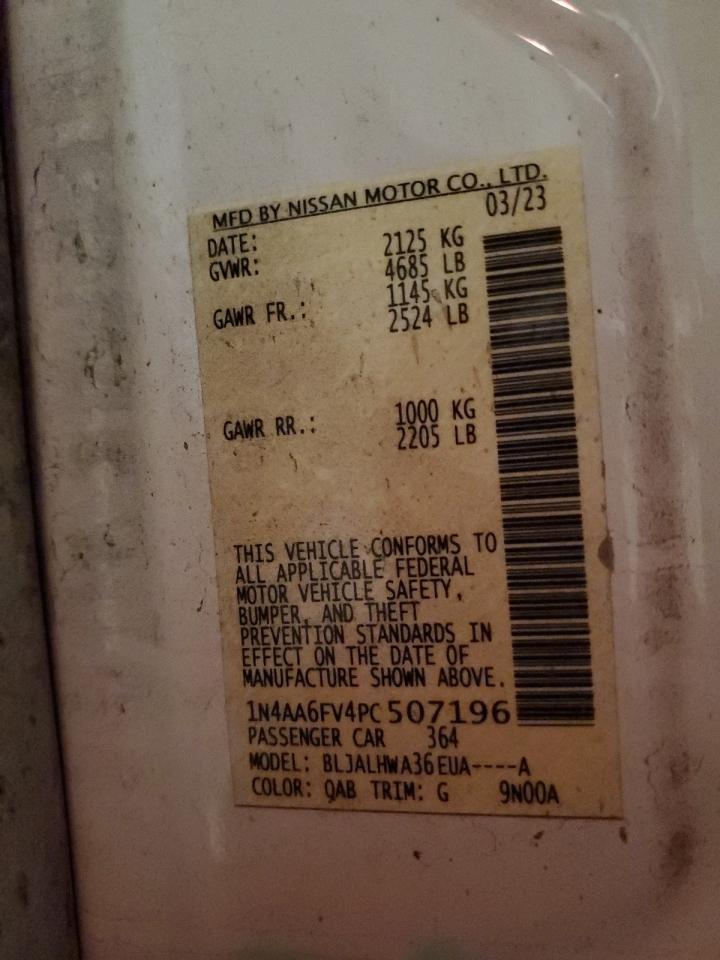 MFD BY NISSAN MOTOR CO., LTD.
DATE: 03/23
GVWR: 2125 KG
4685 LB
GAWR FR.: 1145 KG
2524 LB
GAWR RR.: 1000 KG
2205 LB
THIS VEHICLE CONFORMS TO
ALL APPLICABLE FEDERAL
MOTOR VEHICLE SAFETY,
BUMPER, AND THEFT
PREVENTION STANDARDS IN
EFFECT ON THE DATE OF
MANUFACTURE SHOWN ABOVE.
1N4AA6FV4PC507196
PASSENGER CAR 364
MODEL: BLJALHWA36EUA----A
COLOR: QAB TRIM: G 9N00A